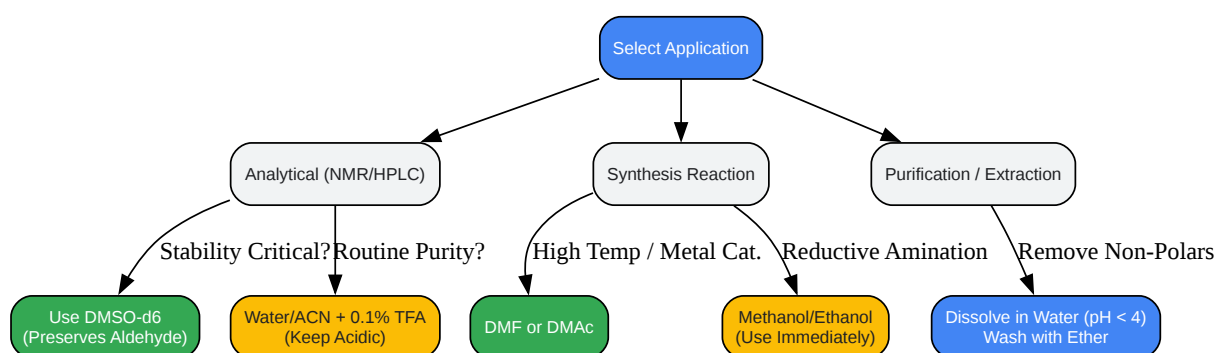 Select Application
Analytical (NMR/HPLC)
Synthesis Reaction
Purification / Extraction
Stability Critical?
Routine Purity?
High Temp / Metal Cat.
Reductive Amination
Remove Non-Polars
Use DMSO-d6
(Preserves Aldehyde)
Water/ACN + 0.1% TFA
(Keep Acidic)
DMF or DMAc
Methanol/Ethanol
(Use Immediately)
Dissolve in Water (pH < 4)
Wash with Ether